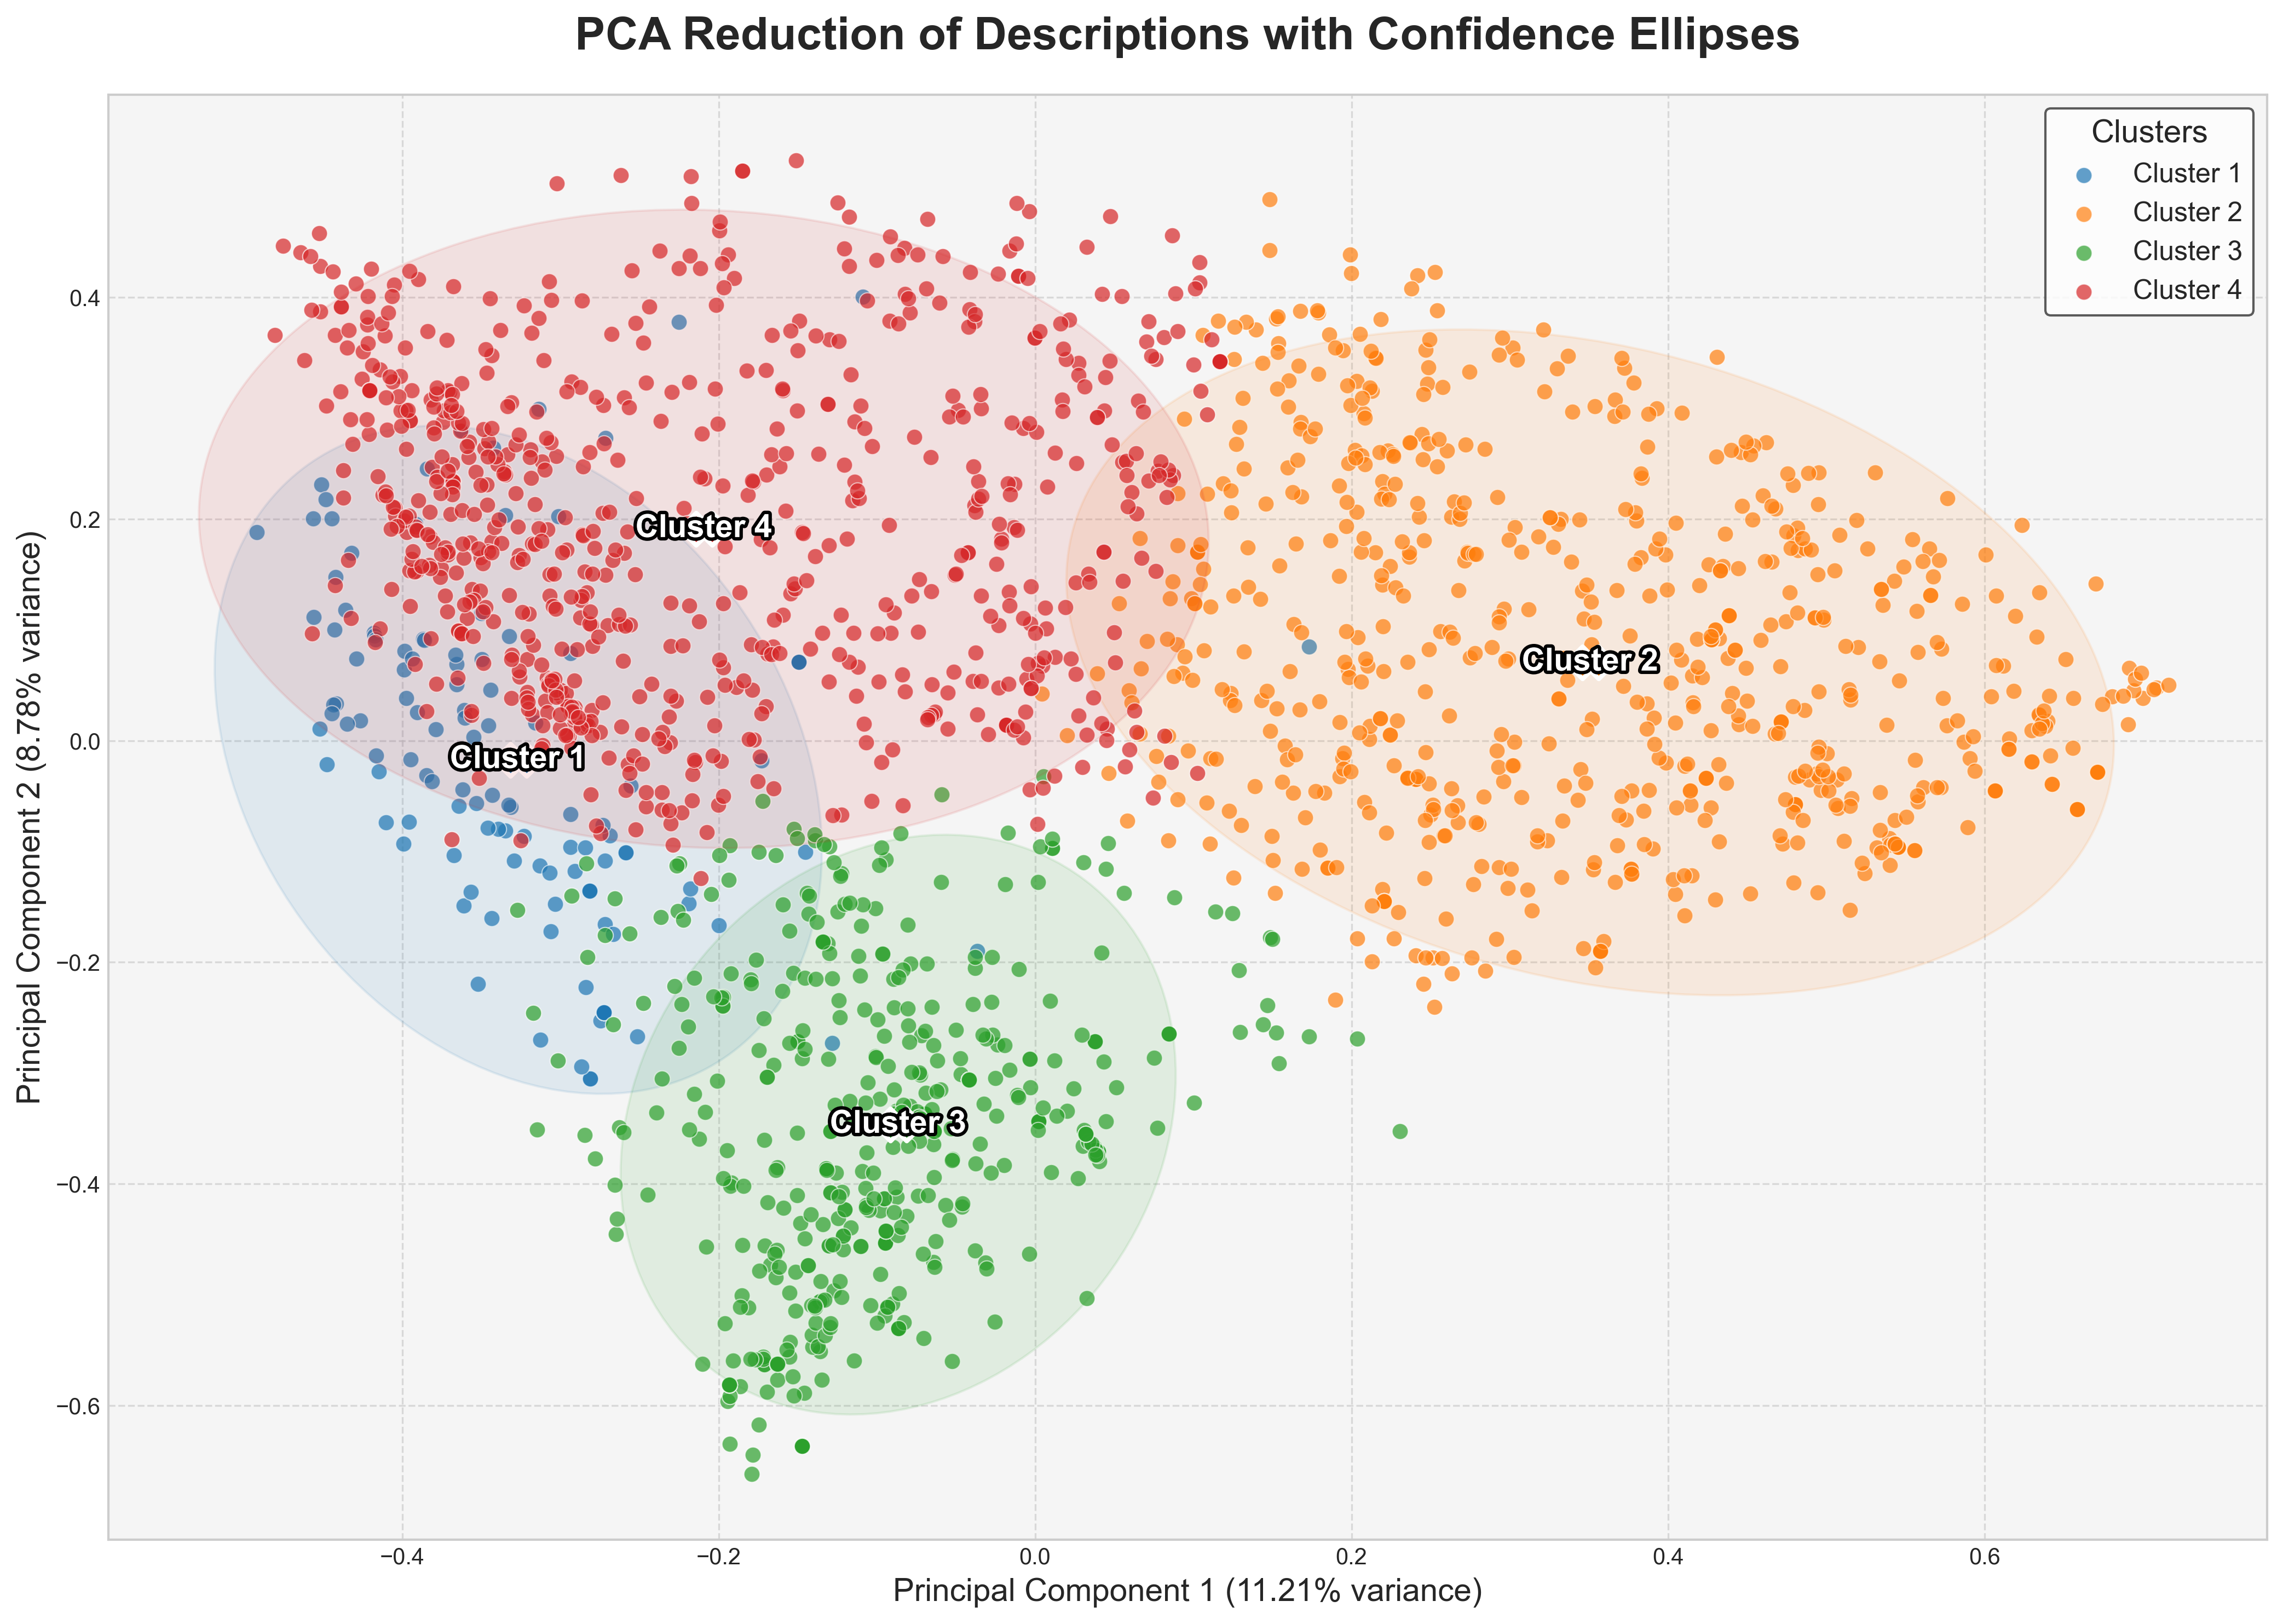 PCA Reduction of Descriptions with Confidence Ellipses
Clusters
Cluster 1
Cluster 2
Cluster 3
Cluster 4
0.4
0.2
0.0
−0.2
−0.4
−0.6
Principal Component 2 (8.78% variance)
Cluster 4
Cluster 2
Cluster 1
Cluster 3
−0.4
−0.2
0.0
0.2
0.4
0.6
Principal Component 1 (11.21% variance)